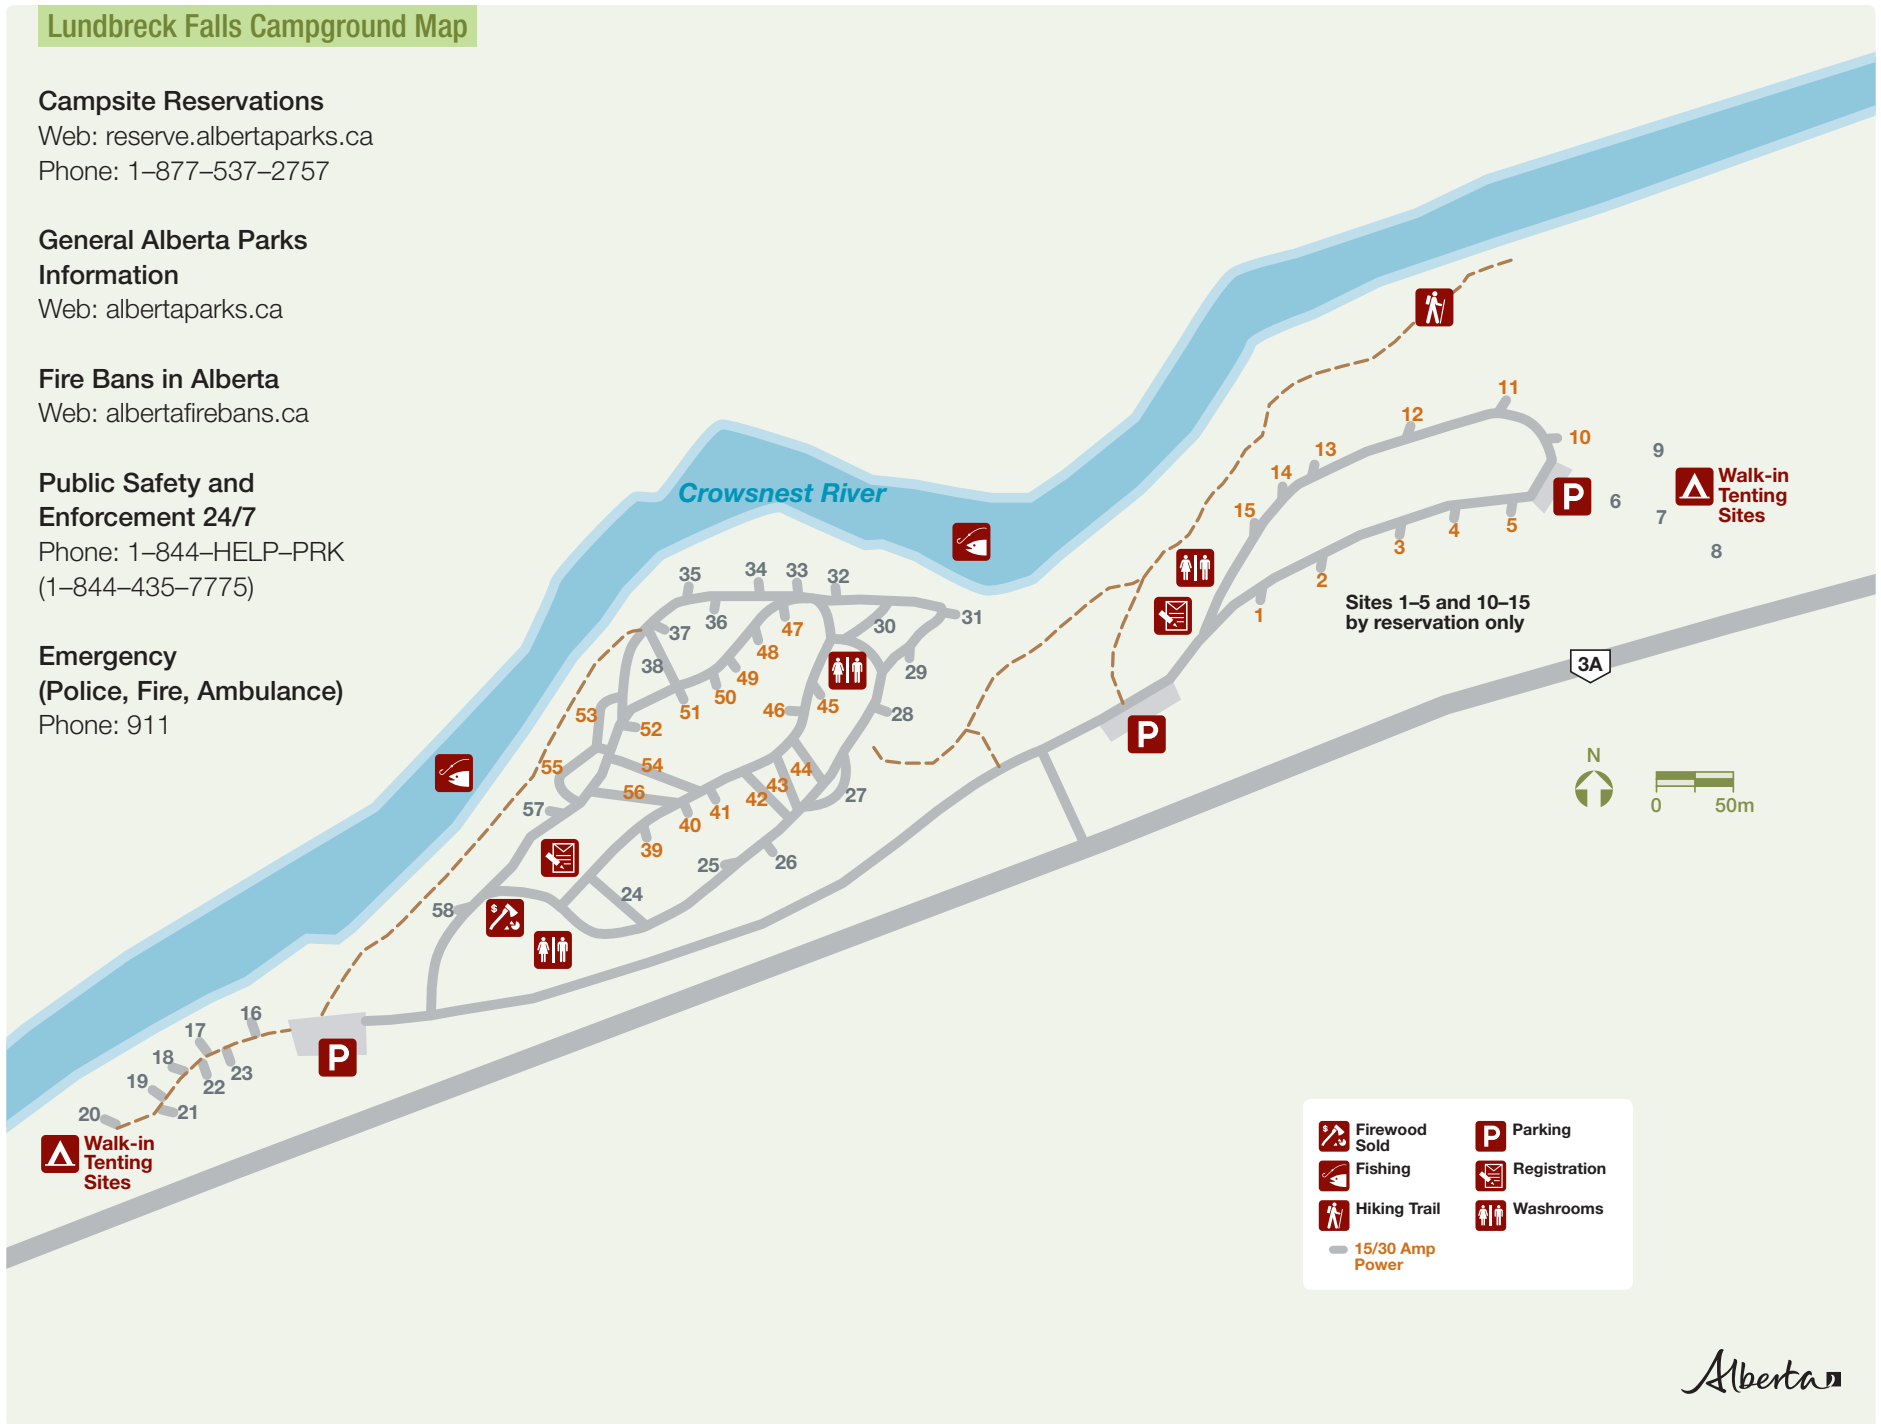 Lundbreck Falls Campground Map
Campsite Reservations
Web: reserve.albertaparks.ca
Phone: 1–877–537–2757
General Alberta Parks
Information
Web: albertaparks.ca
Fire Bans in Alberta
Web: albertafirebans.ca
Public Safety and
Enforcement 24/7
Phone: 1–844–HELP–PRK
(1–844–435–7775)
Emergency
(Police, Fire, Ambulance)
Phone: 911
Crowsnest River
11
12
10
13
9
14
Walk-in
Tenting
Sites
P
6
15
7
5
4
3
8
2
1
Sites 1–5 and 10–15
by reservation only
3A
P
N
0
50m
35
34
33
32
31
36
47
30
37
48
38
49
29
50
51
46
45
28
53
52
55
54
44
43
56
42
27
57
41
40
39
25
26
24
58
$
16
17
18
23
22
19
21
20
P
Walk-in
Tenting
Sites
$
Firewood
Sold
P
Parking
Fishing
Registration
Hiking Trail
Washrooms
15/30 Amp
Power
Alberta